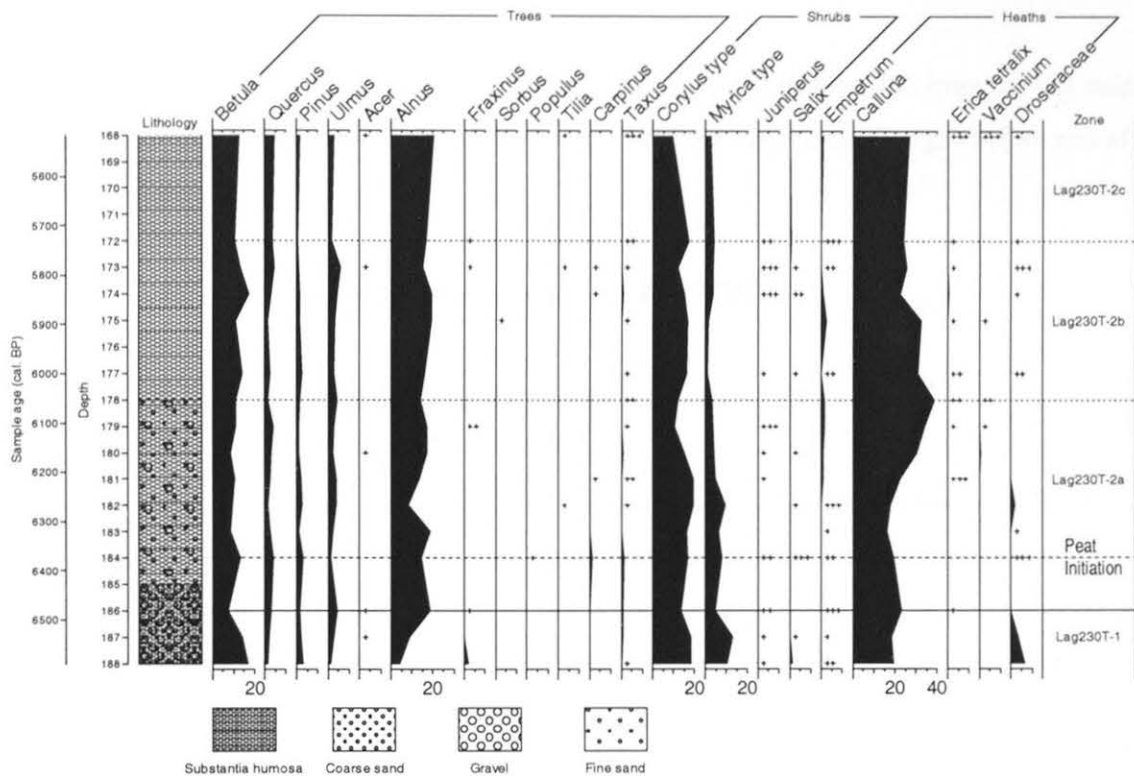 Trees Shrubs Heaths
Betula Quercus Pinus Ulmus Acer Alnus Fraxinus Sorbus Populus Tilia Carpinus Taxus Corylus type Myrica type Juniperus Salix Empetrum Calluna Erica tetralix Vaccinium Droseraceae
Lithology Zone
168
169
5600
170
Lag230T-2c
171
5700
172
173
5800
174
5900
175
Lag230T-2b
6000
177
178
6100
179
180
6200
181
Lag230T-2a
182
6300
183
184
Peat
Initiation
6400
185
186
6500
187
Lag230T-1
188
Sample age (cal. BP)
Depth
20 20 20 20 20 40
Substantia humosa Coarse sand Gravel Fine sand